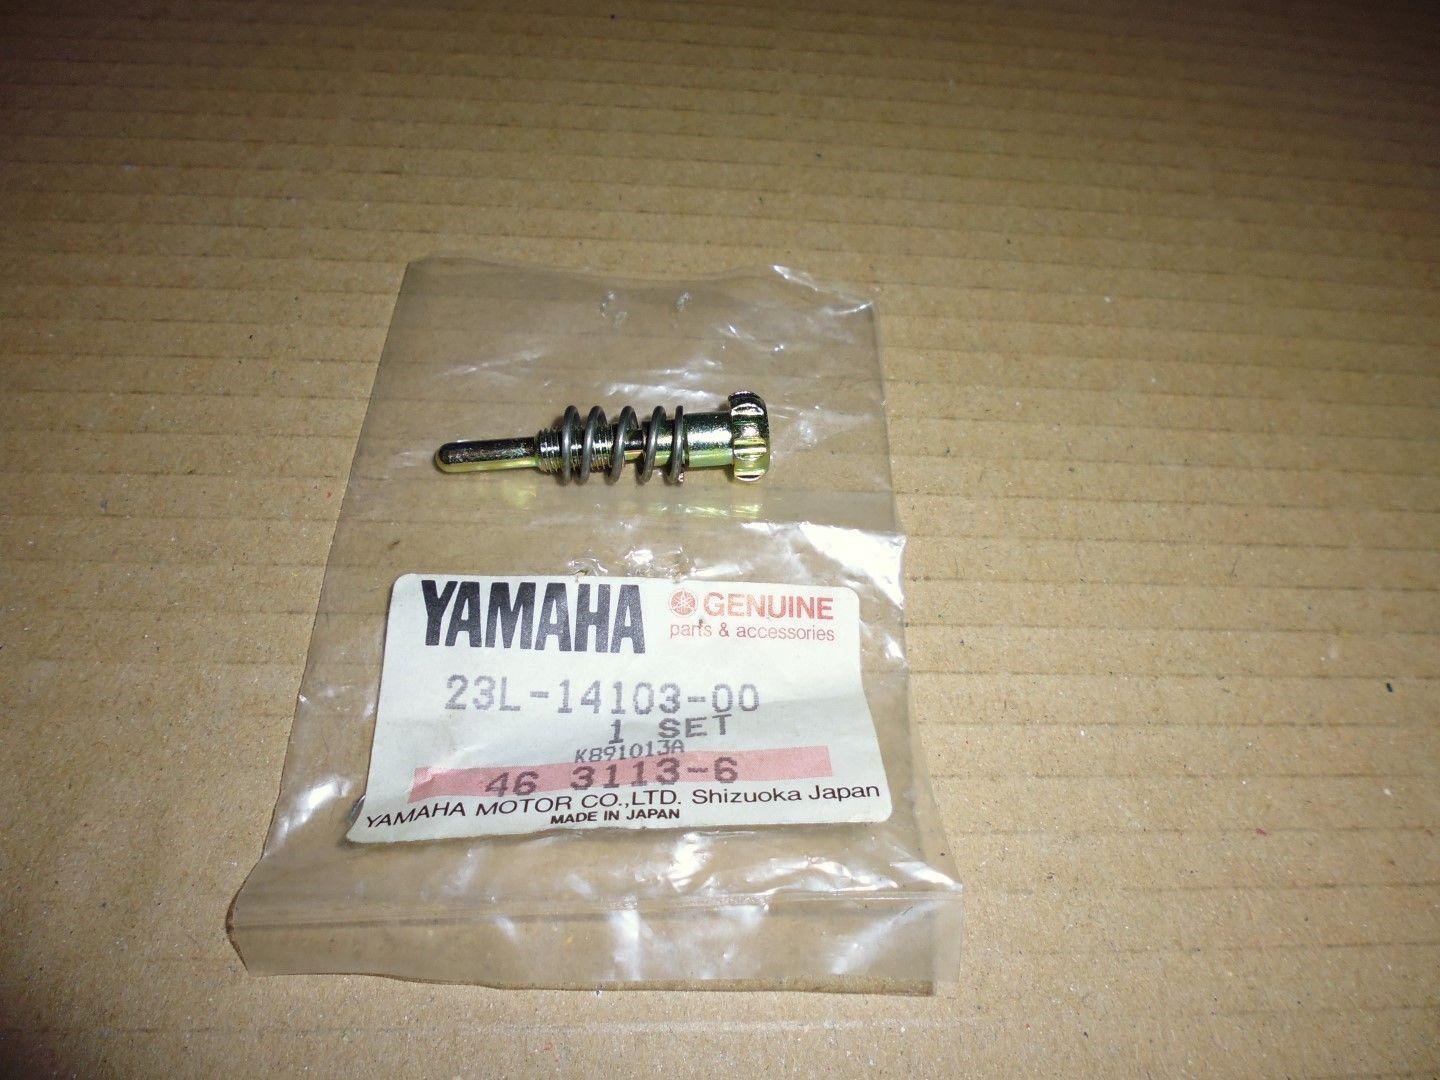 YAMAHA GENUINE
parts & accessories
23L-14103-00
1 SET
K891013A
46 3113-6
YAMAHA MOTOR CO.,LTD. Shizuoka Japan
MADE IN JAPAN